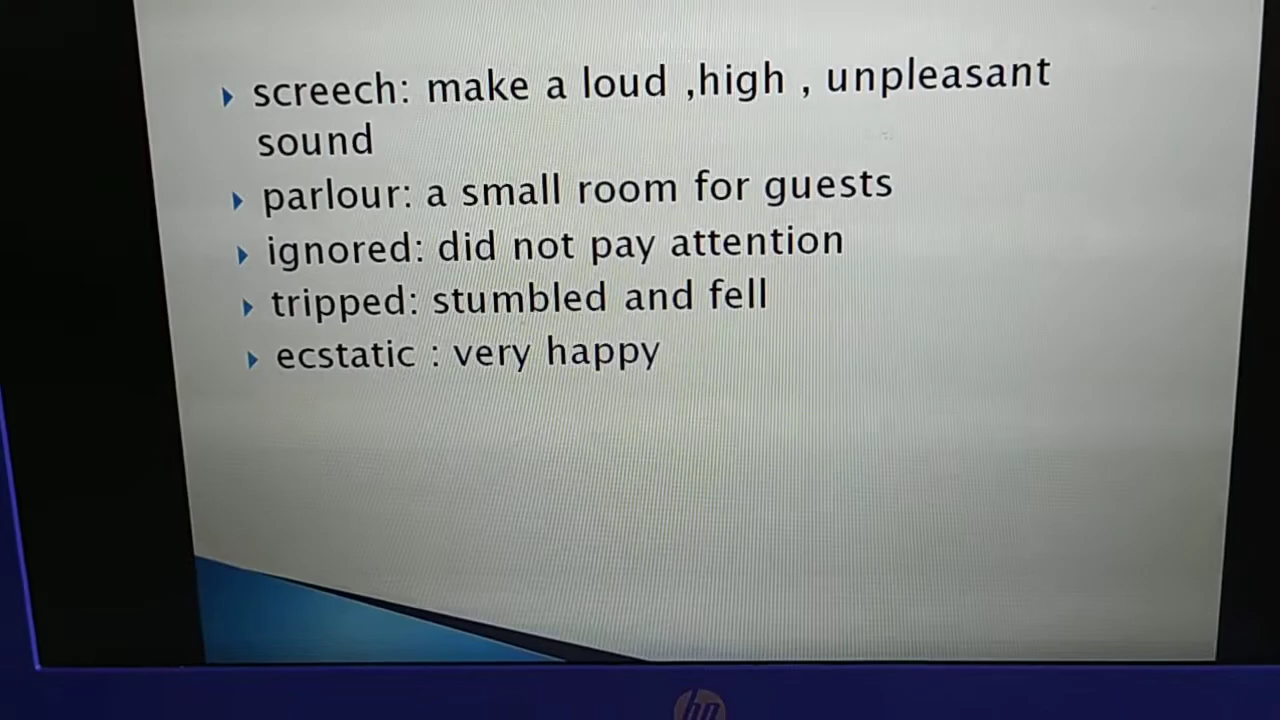 screech: make a loud ,high , unpleasant
sound
parlour: a small room for guests
ignored: did not pay attention
tripped: stumbled and fell
ecstatic : very happy
hp